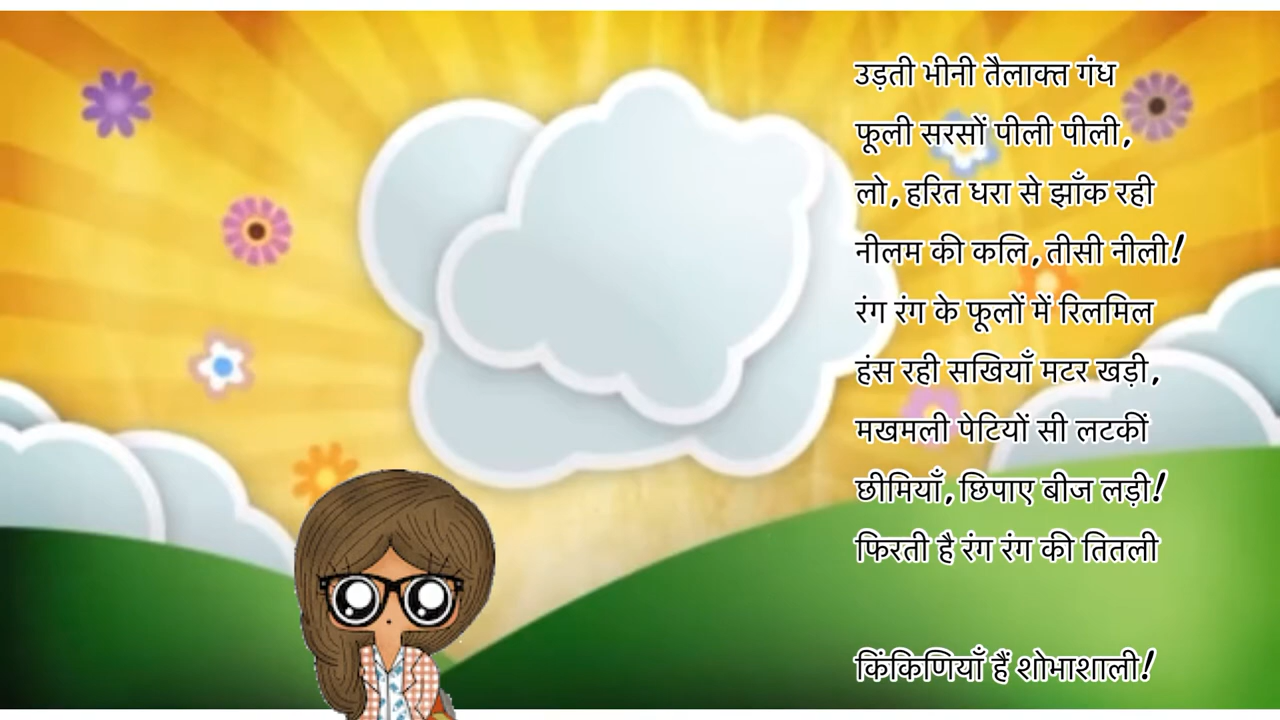 उड़ती भीनी तैलाक्त गंध
फूली सरसों पीली पीली,
लो, हरित धरा से झाँक रही
नीलम की कलि, तीसी नीली!
रंग रंग के फूलों में रिलमिल
हंस रही सखियाँ मटर खड़ी,
मखमली पेटियों सी लटकीं
छीमियाँ, छिपाए बीज लड़ी!
फिरती है रंग रंग की तितली
किंकिणियाँ हैं शोभाशाली!